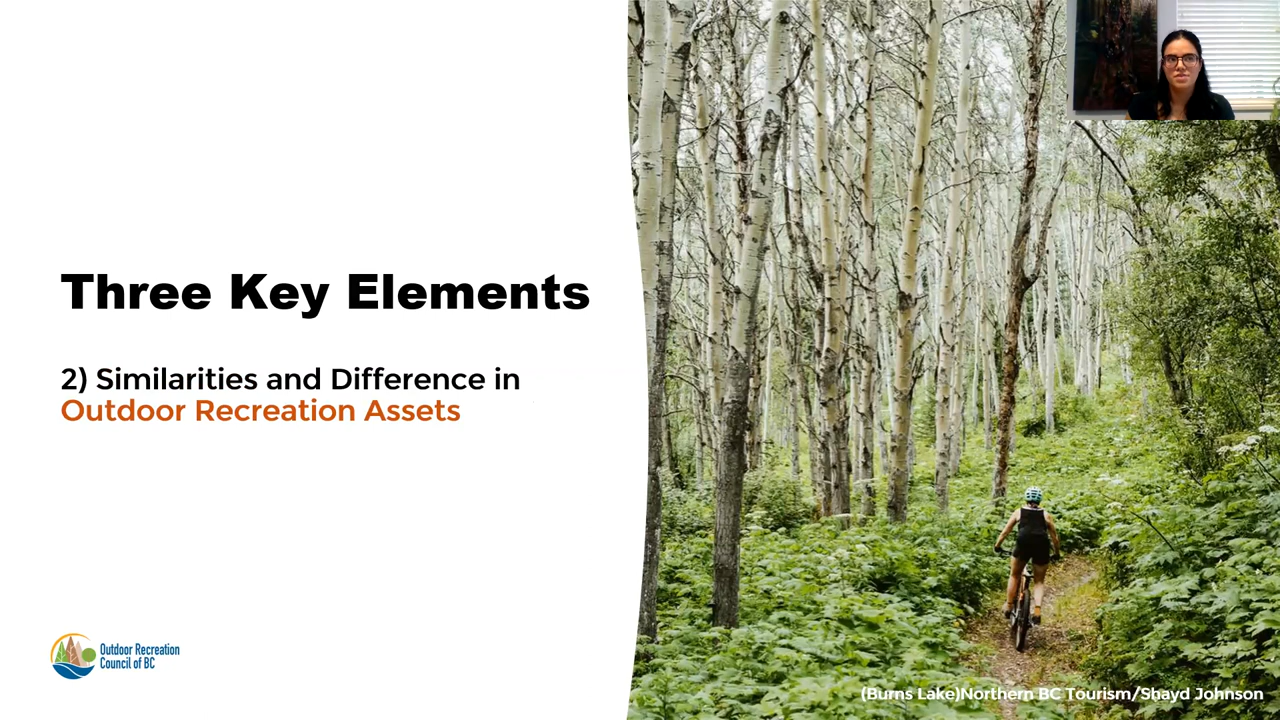 Three Key Elements
2) Similarities and Difference in
Outdoor Recreation Assets
Outdoor Recreation
Council of BC
(Burns Lake)Northern BC Tourism/Shayd Johnson